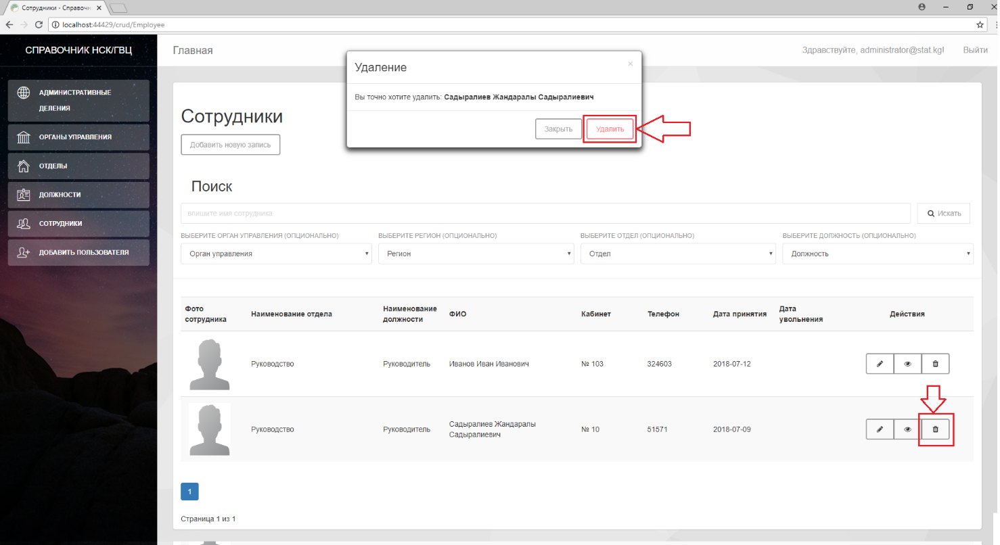 Сотрудники - Справочн
localhost:44429/crud/Employee
СПРАВОЧНИК НСК/ГВЦ
Главная
Здравствуйте, administrator@stat.kg!
Выйти
АДМИНИСТРАТИВНЫЕ
ДЕЛЕНИЯ
ОРГАНЫ УПРАВЛЕНИЯ
ОТДЕЛЫ
ДОЛЖНОСТИ
СОТРУДНИКИ
ДОБАВИТЬ ПОЛЬЗОВАТЕЛЯ
Удаление
×
Вы точно хотите удалить: Садыралиев Жандаралы Садыралиевич
Закрыть
Удалить
Сотрудники
Добавить новую запись
Поиск
впишите имя сотрудника
Искать
ВЫБЕРИТЕ ОРГАН УПРАВЛЕНИЯ (ОПЦИОНАЛЬНО)
ВЫБЕРИТЕ РЕГИОН (ОПЦИОНАЛЬНО)
ВЫБЕРИТЕ ОТДЕЛ (ОПЦИОНАЛЬНО)
ВЫБЕРИТЕ ДОЛЖНОСТЬ (ОПЦИОНАЛЬНО)
Орган управления
Регион
Отдел
Должность
Фото
сотрудника
Наименование отдела
Наименование
должности
ФИО
Кабинет
Телефон
Дата принятия
Дата
увольнения
Действия
Руководство
Руководитель
Иванов Иван Иванович
№ 103
324603
2018-07-12
Руководство
Руководитель
Садыралиев Жандаралы
Садыралиевич
№ 10
51571
2018-07-09
1
Страница 1 из 1